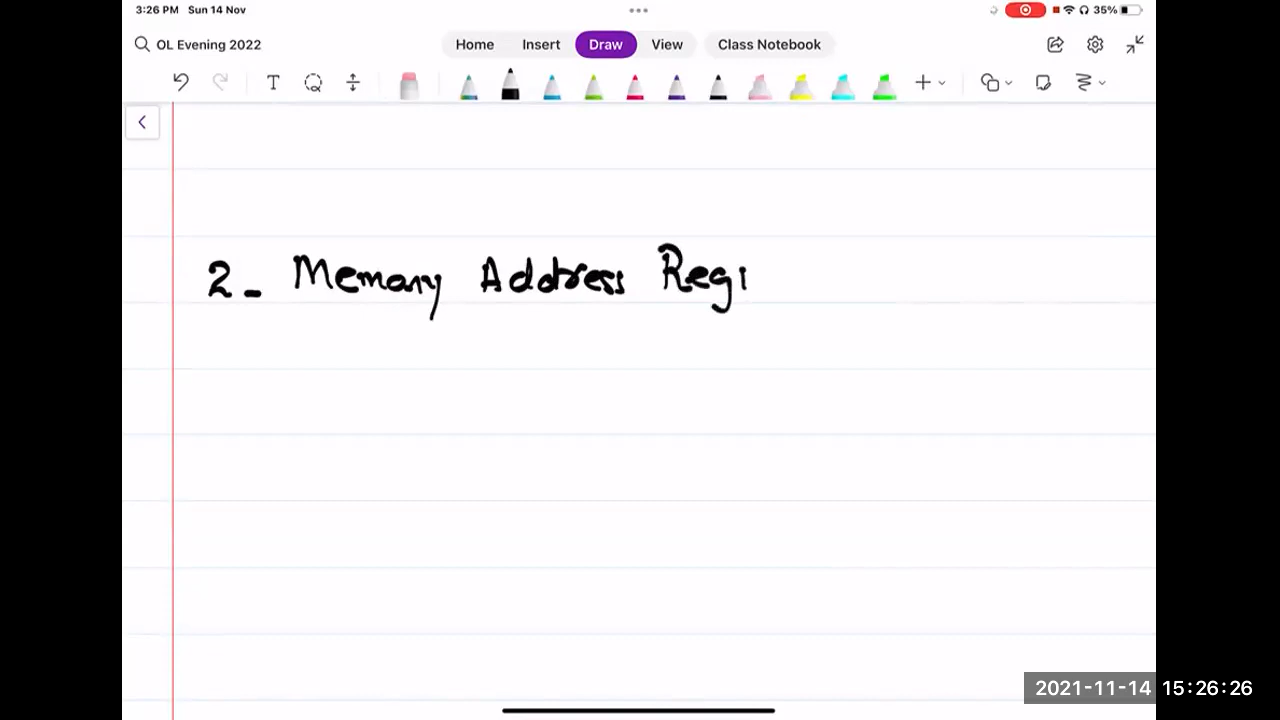 3:26 PM Sun 14 Nov
35%
OL Evening 2022
Home Insert Draw View Class Notebook
T
2- Memory Address Regi
2021-11-14 15:26:26